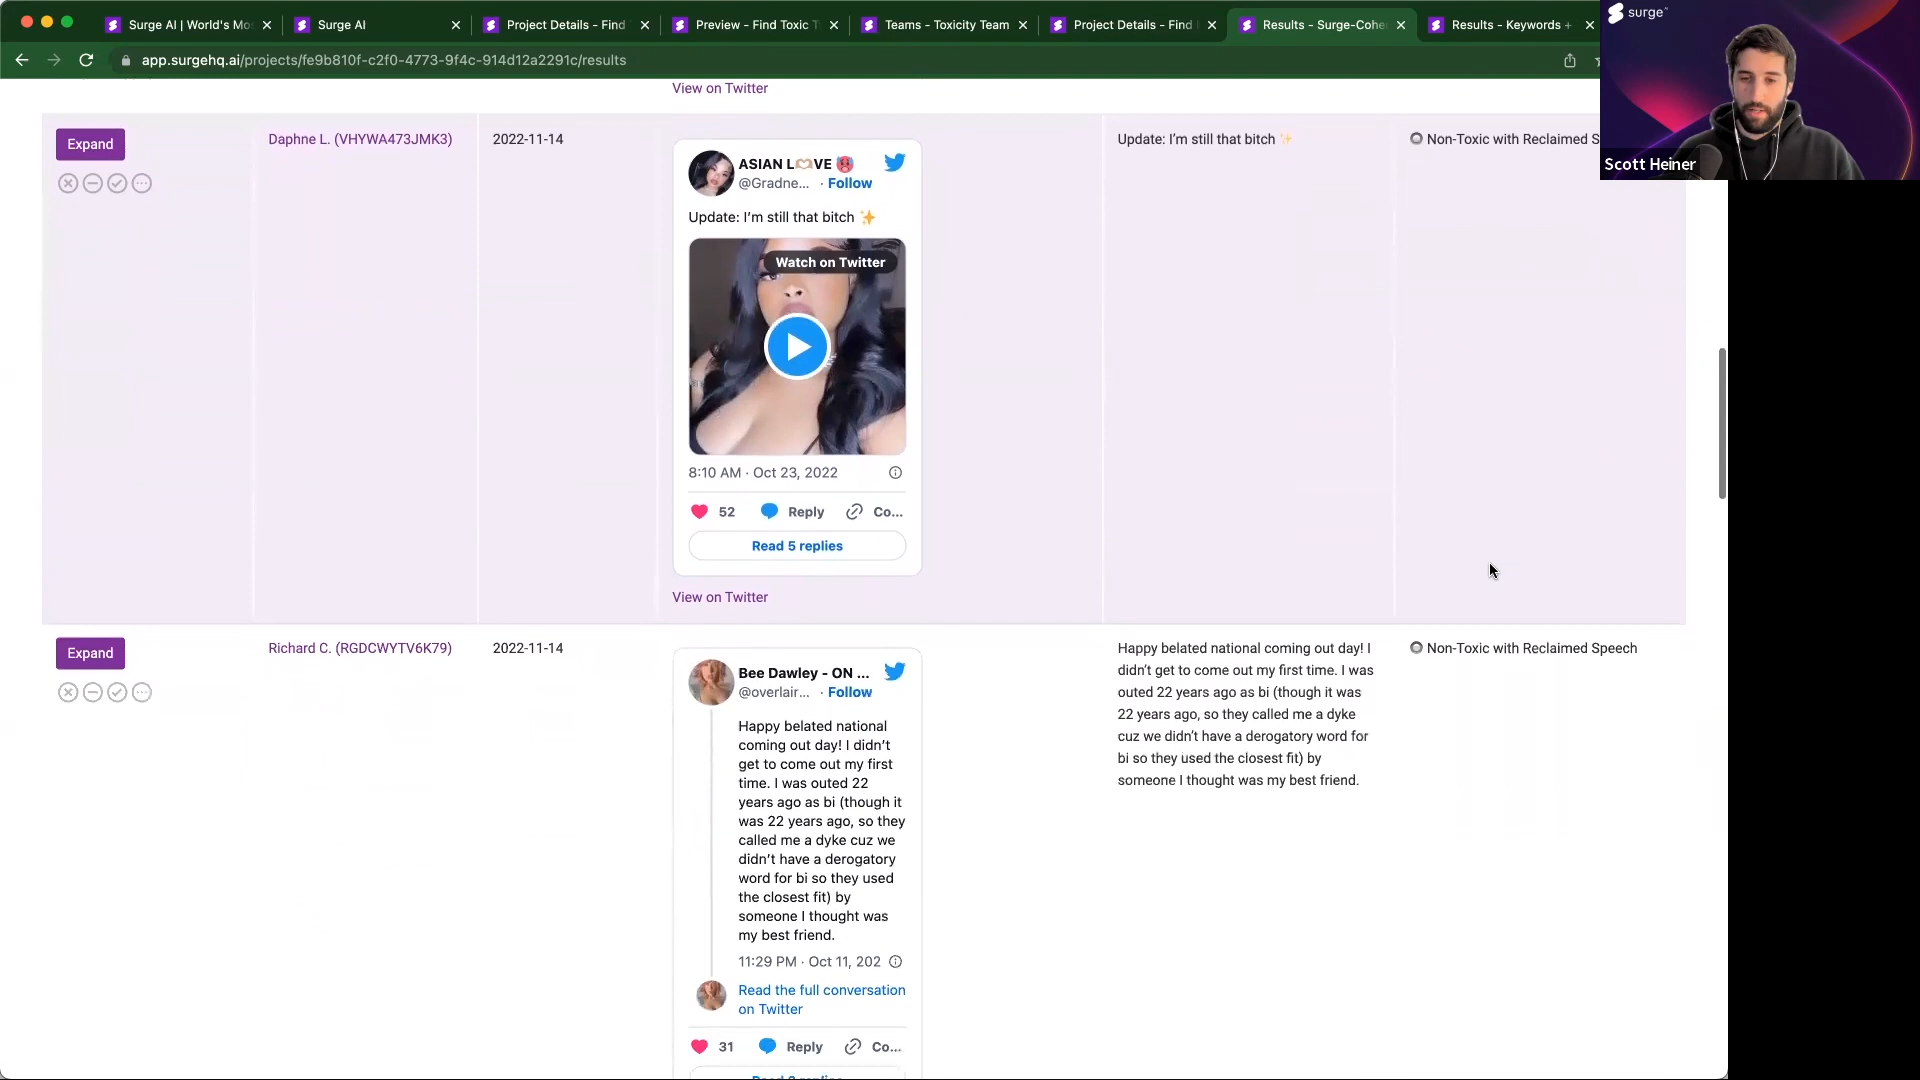 Surge AI | World's Mo
Surge AI
Project Details - Find
Preview - Find Toxic T
Teams - Toxicity Team
Project Details - Find
Results - Surge-Cohe
Results - Keywords +
app.surgehq.ai/projects/fe9b810f-c2f0-4773-9f4c-914d12a2291c/results
surge
Scott Heiner
View on Twitter
Expand
Daphne L. (VHYWA473JMK3)
2022-11-14
ASIAN L🫶🏼VE 🥵
@Gradne... · Follow
Update: I'm still that bitch ✨
Watch on Twitter
8:10 AM · Oct 23, 2022
52 Reply Co...
Read 5 replies
View on Twitter
Update: I'm still that bitch ✨
Non-Toxic with Reclaimed S
Expand
Richard C. (RGDCWYTV6K79)
2022-11-14
Bee Dawley - ON ...
@overlair... · Follow
Happy belated national
coming out day! I didn't
get to come out my first
time. I was outed 22
years ago as bi (though it
was 22 years ago, so they
called me a dyke cuz we
didn't have a derogatory
word for bi so they used
the closest fit) by
someone I thought was
my best friend.
11:29 PM · Oct 11, 202
Read the full conversation
on Twitter
31 Reply Co...
Happy belated national coming out day! I
didn't get to come out my first time. I was
outed 22 years ago as bi (though it was
22 years ago, so they called me a dyke
cuz we didn't have a derogatory word for
bi so they used the closest fit) by
someone I thought was my best friend.
Non-Toxic with Reclaimed Speech